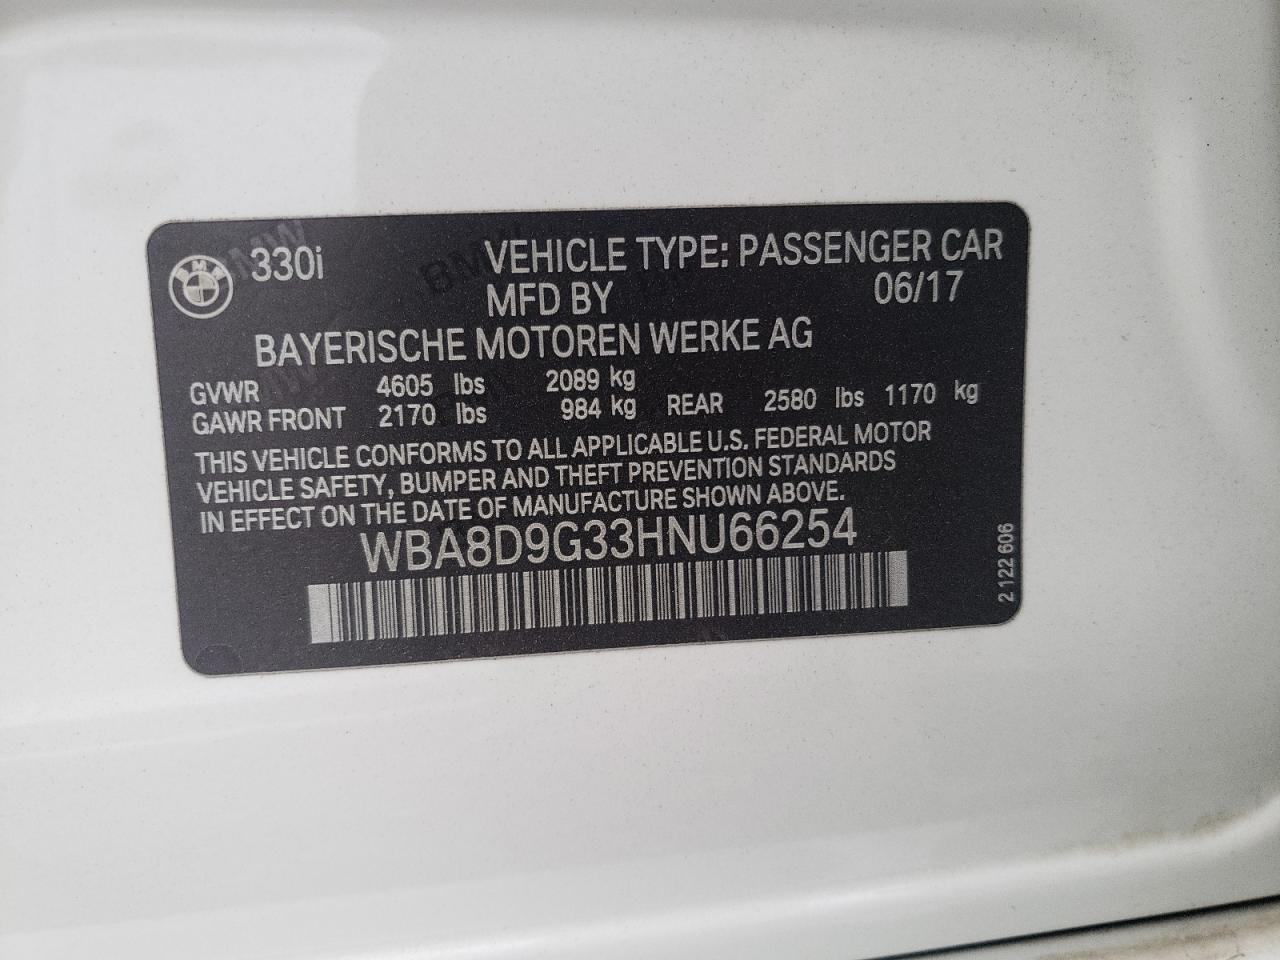 BMW 330i VEHICLE TYPE: PASSENGER CAR
MFD BY 06/17
BAYERISCHE MOTOREN WERKE AG
GVWR 4605 lbs 2089 kg
GAWR FRONT 2170 lbs 984 kg REAR 2580 lbs 1170 kg
THIS VEHICLE CONFORMS TO ALL APPLICABLE U.S. FEDERAL MOTOR
VEHICLE SAFETY, BUMPER AND THEFT PREVENTION STANDARDS
IN EFFECT ON THE DATE OF MANUFACTURE SHOWN ABOVE.
WBA8D9G33HNU66254
2 122 606